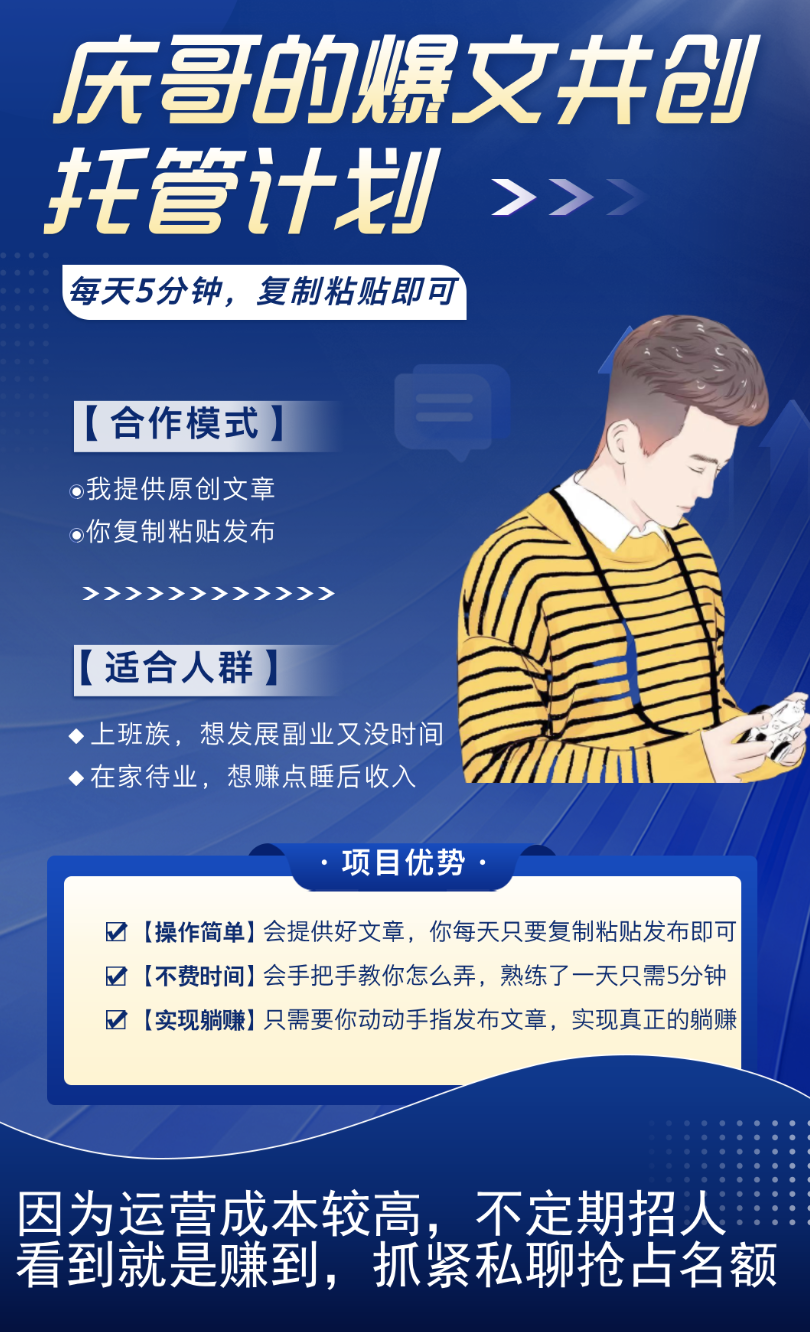 庆哥的爆文共创
托管计划
每天5分钟，复制粘贴即可
【合作模式】
◉我提供原创文章
◉你复制粘贴发布
【适合人群】
◆上班族，想发展副业又没时间
◆在家待业，想赚点睡后收入
·项目优势·
【操作简单】会提供好文章，你每天只要复制粘贴发布即可
【不费时间】会手把手教你怎么弄，熟练了一天只需5分钟
【实现躺赚】只需要你动动手指发布文章，实现真正的躺赚
因为运营成本较高，不定期招人
看到就是赚到，抓紧私聊抢占名额